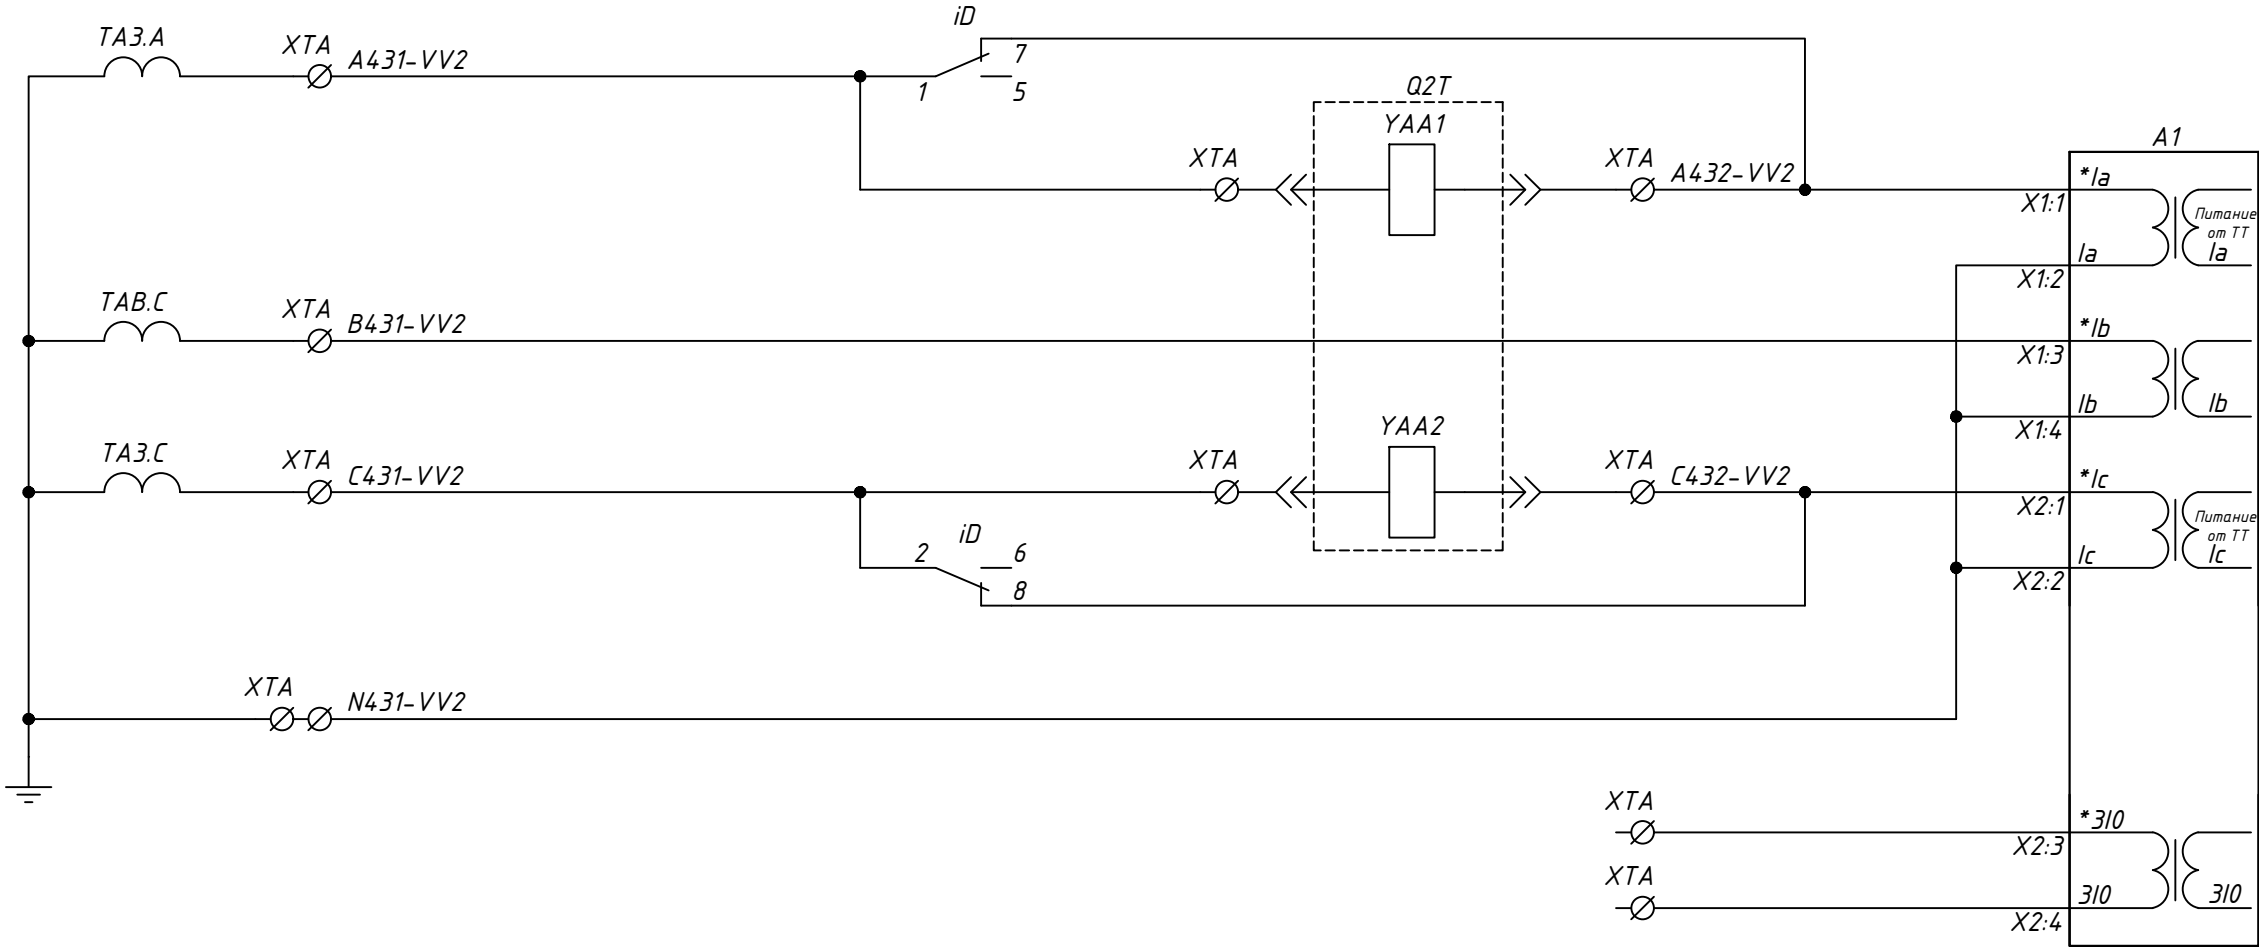 iD
TA3.A
XTA
A431-VV2
7
1
5
Q2T
YAA1
A1
XTA
XTA
A432-VV2
*Ia
X1:1
Питание
от ТТ
Ia
Ia
X1:2
TAB.C
XTA
B431-VV2
*Ib
X1:3
Ib
Ib
X1:4
YAA2
TA3.C
XTA
C431-VV2
XTA
XTA
C432-VV2
*Ic
X2:1
Питание
от ТТ
Ic
Ic
X2:2
iD
2
6
8
XTA
N431-VV2
XTA
*3I0
X2:3
XTA
3I0
3I0
X2:4